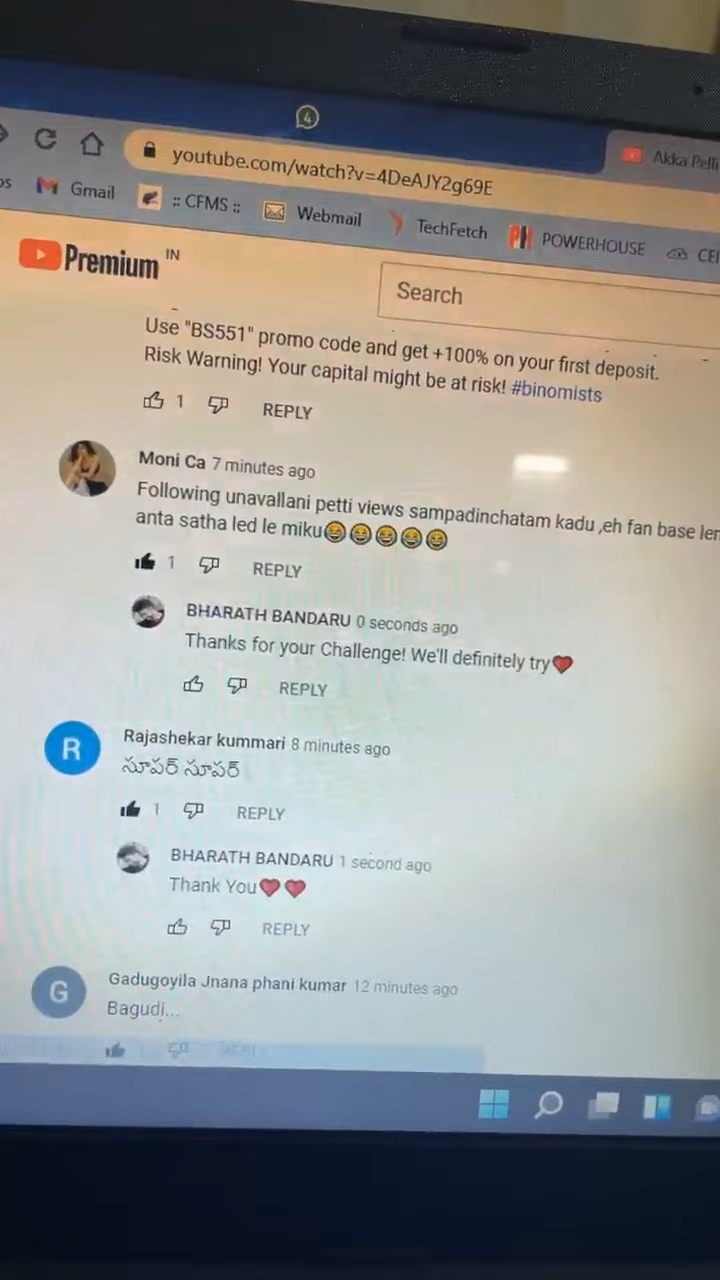 4
youtube.com/watch?v=4DeAJY2g69E
Akka Pelli
Gmail
:: CFMS ::
Webmail
TechFetch
POWERHOUSE
Premium IN
Search
Use "BS551" promo code and get +100% on your first deposit.
Risk Warning! Your capital might be at risk! #binomists
1 REPLY
Moni Ca 7 minutes ago
Following unavallani petti views sampadinchatam kadu ,eh fan base
anta satha led le miku😂😂😂😂😂
1 REPLY
BHARATH BANDARU 0 seconds ago
Thanks for your Challenge! We'll definitely try❤️
REPLY
R
Rajashekar kummari 8 minutes ago
సూపర్ సూపర్
1 REPLY
BHARATH BANDARU 1 second ago
Thank You❤️❤️
REPLY
G
Gadugoyila Jnana phani kumar 12 minutes ago
Bagudi...
REPLY